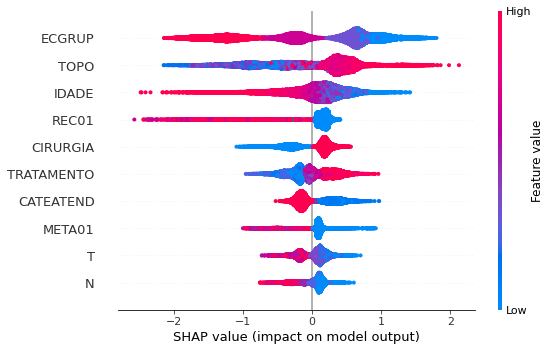 High
ECGRUP
TOPO
IDADE
REC01
CIRURGIA
TRATAMENTO
CATEATEND
META01
T
N
Feature value
Low
−2 −1 0 1 2
SHAP value (impact on model output)